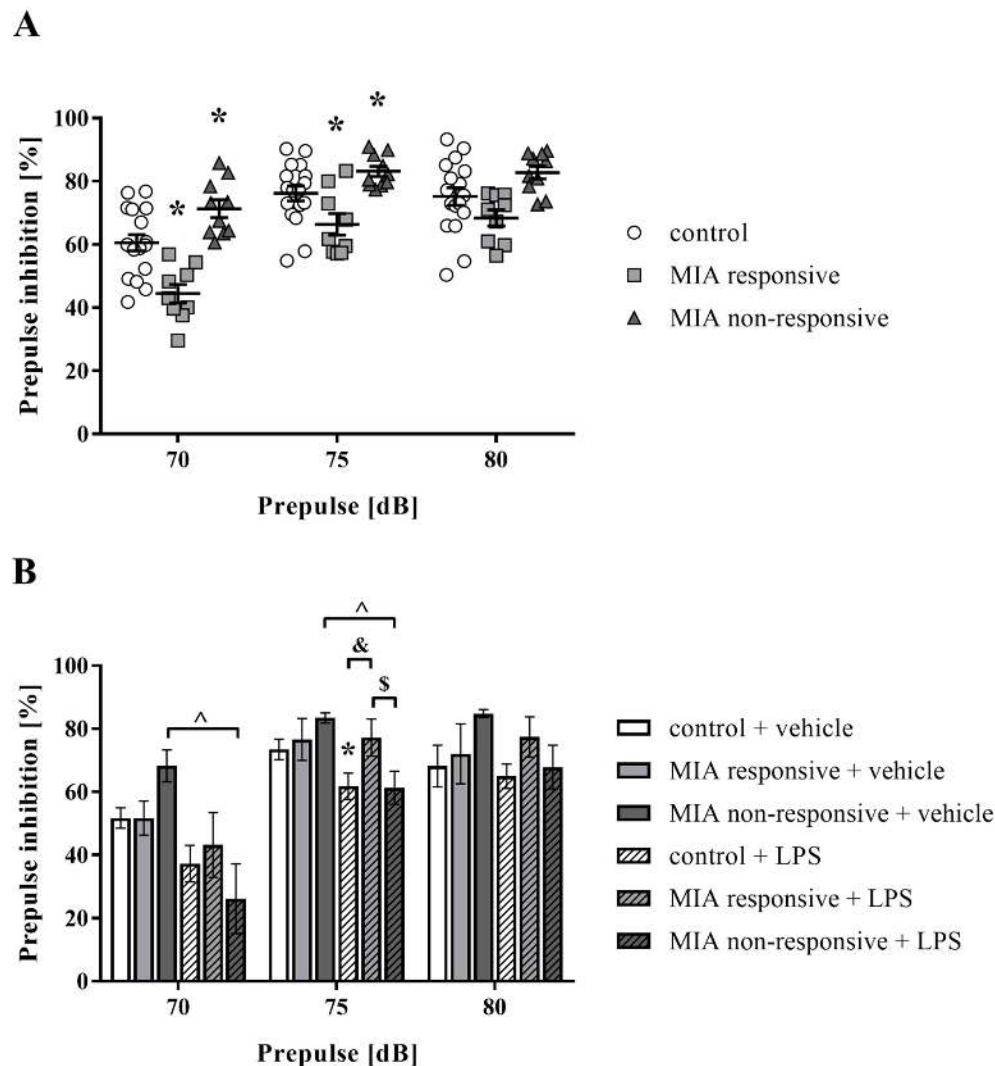 A
Prepulse inhibition [%]
100
80
60
40
20
0
* * * *
70 75 80
Prepulse [dB]
control
MIA responsive
MIA non-responsive
B
Prepulse inhibition [%]
100
80
60
40
20
0
^
^
&
$
*
70 75 80
Prepulse [dB]
control + vehicle
MIA responsive + vehicle
MIA non-responsive + vehicle
control + LPS
MIA responsive + LPS
MIA non-responsive + LPS